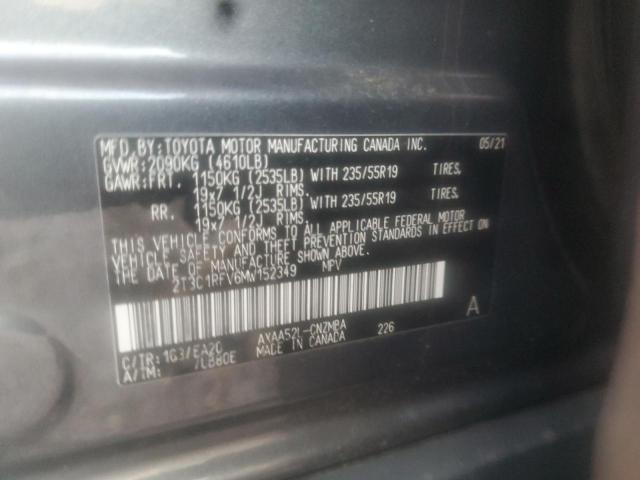 MFD.BY:TOYOTA MOTOR MANUFACTURING CANADA INC. 05/21
GVWR:2090KG (4610LB)
GAWR:FRT. 1150KG (2535LB) WITH 235/55R19 TIRES.
19x7 1/2J RIMS.
RR. 1150KG (2535LB) WITH 235/55R19 TIRES.
19x7 1/2J RIMS.
THIS VEHICLE CONFORMS TO ALL APPLICABLE FEDERAL MOTOR
VEHICLE SAFETY AND THEFT PREVENTION STANDARDS IN EFFECT ON
THE DATE OF MANUFACTURE SHOWN ABOVE.
2T3C1RFV6MW152349 MPV
A
C/TR:1G3/EA20 AXAA52L-CNZMBA 226
A/TM: /CB80E MADE IN CANADA